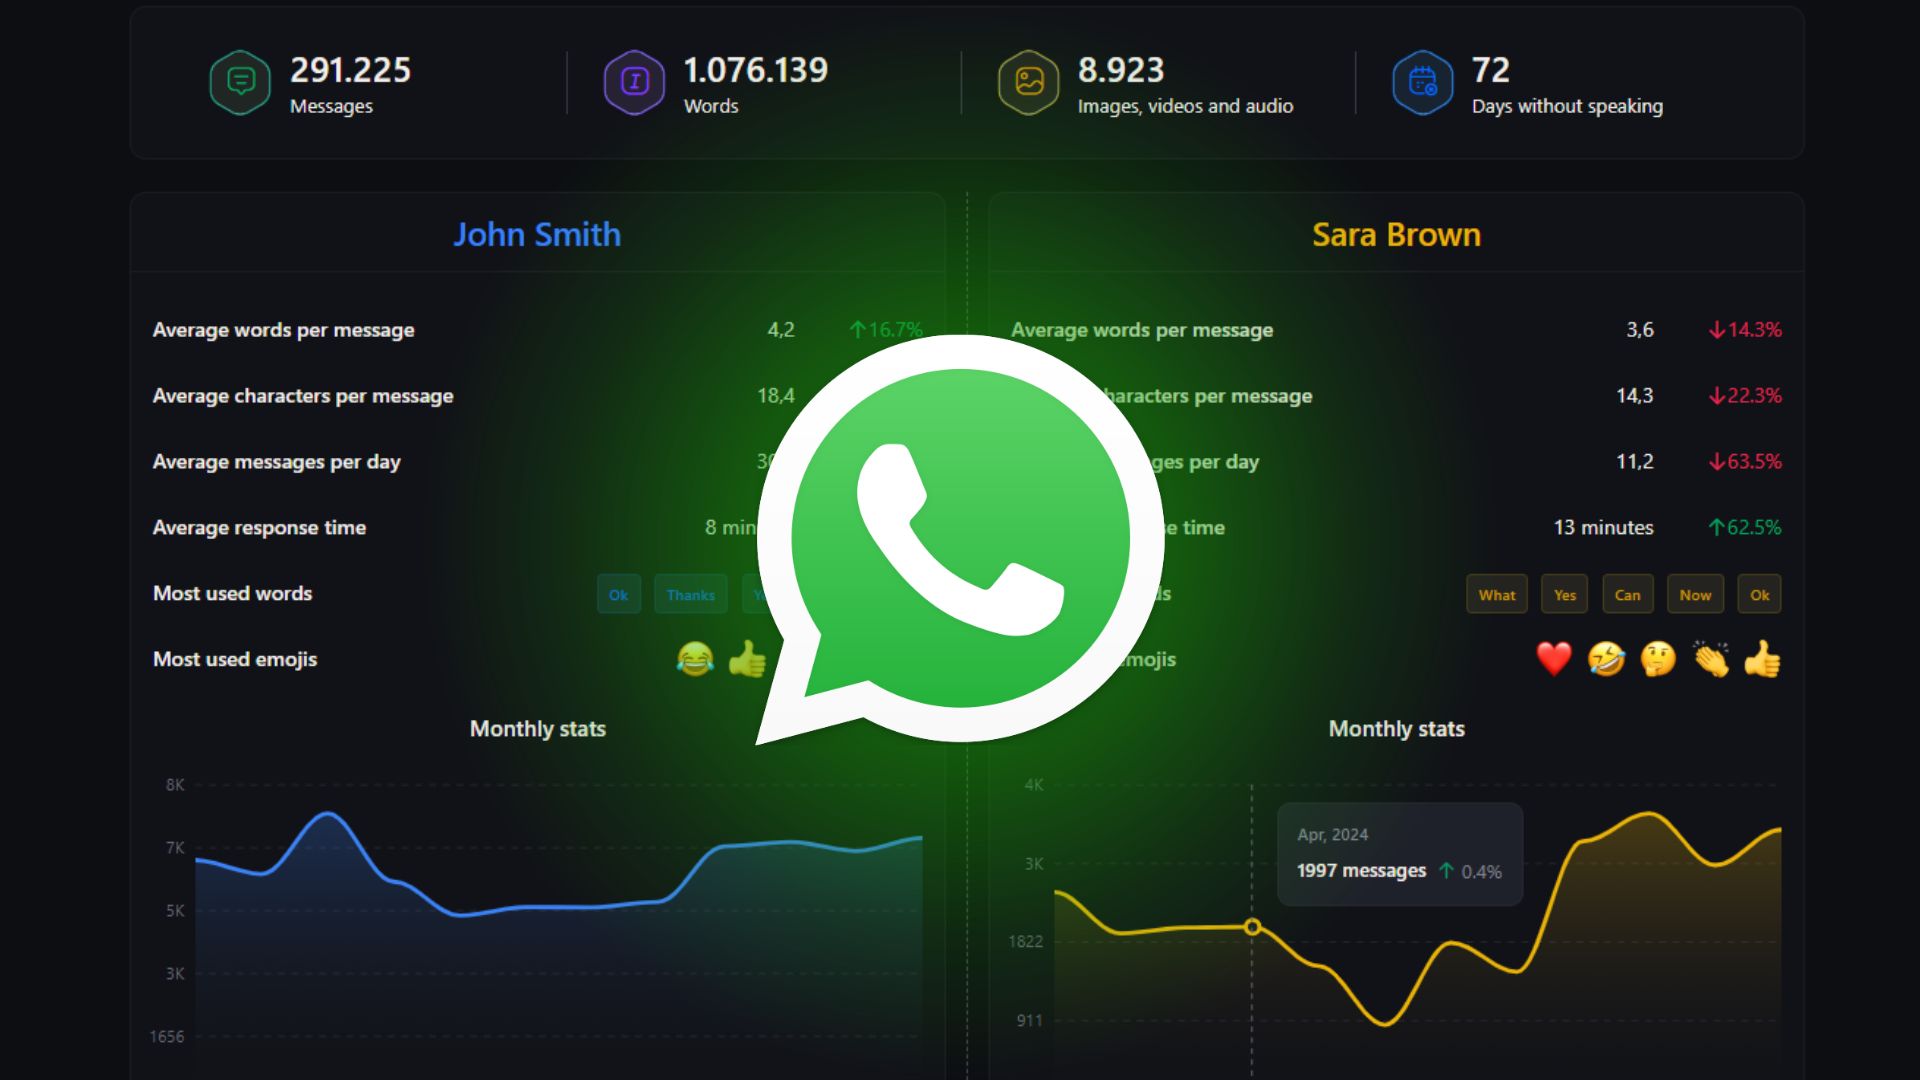 291.225
Messages
1.076.139
Words
8.923
Images, videos and audio
72
Days without speaking
John Smith
Average words per message 4,2 ↑16.7%
Average characters per message 18,4
Average messages per day
Average response time 8
Most used words Ok Thanks
Most used emojis 😂 👍
Monthly stats
8K
7K
5K
3K
1656
Sara Brown
Average words per message 3,6 ↓14.3%
characters per message 14,3 ↓22.3%
per day 11,2 ↓63.5%
time 13 minutes ↑62.5%
What Yes Can Now Ok
❤️ 🤣 🤔 👏 👍
Monthly stats
4K
3K
1822
911
Apr, 2024
1997 messages ↑ 0.4%